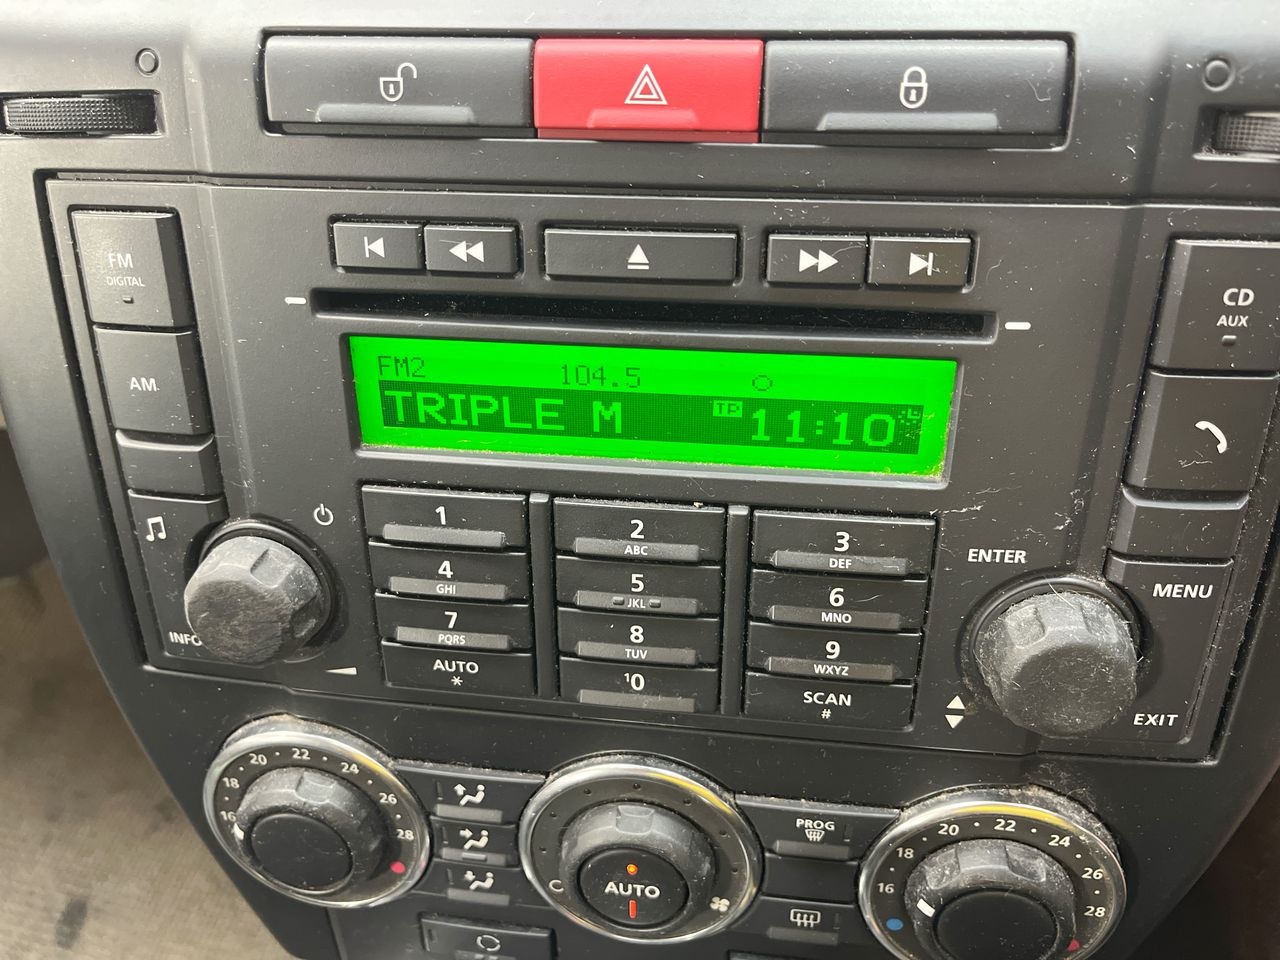 FM
DIGITAL
CD
AUX
FM2 104.5
TRIPLE M TP 11:10
AM
1
2
ABC
3
DEF
ENTER
4
GHI
5
JKL
6
MNO
MENU
INFO
7
PQRS
8
TUV
9
WXYZ
AUTO
*
10
SCAN
#
EXIT
16 18 20 22 24 26 28
PROG
C AUTO
16 18 20 22 24 26 28